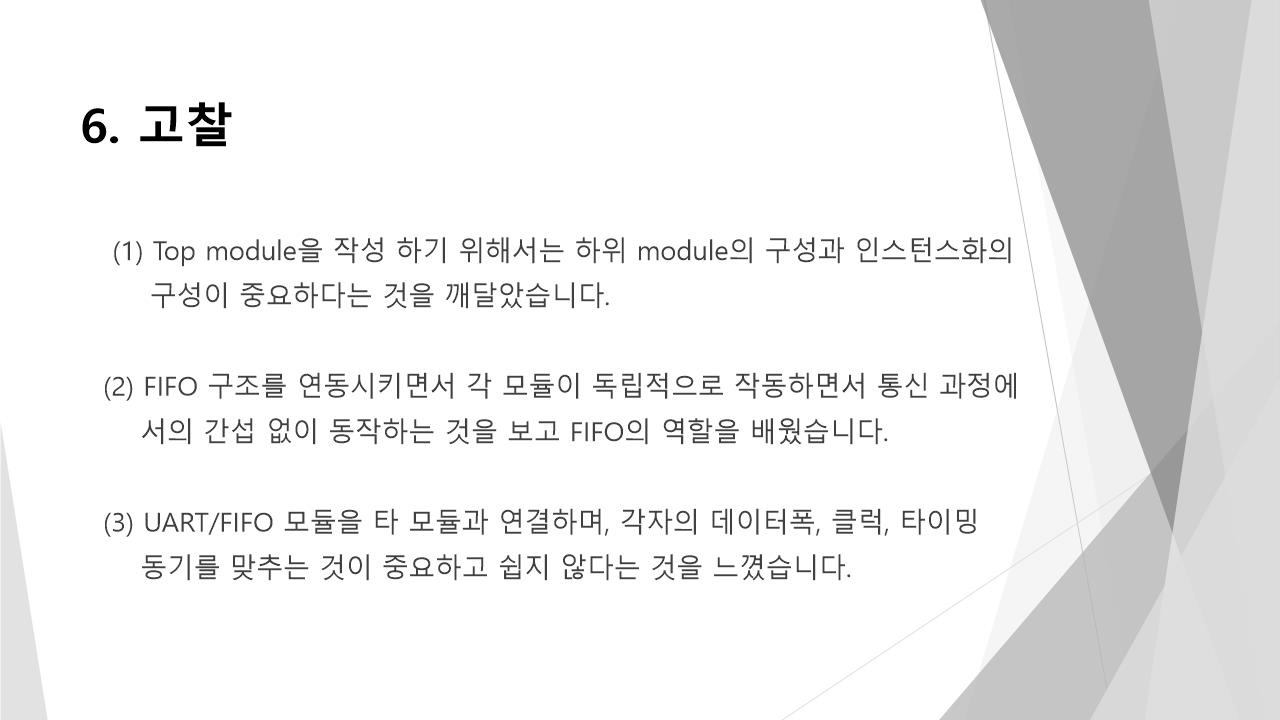 6. 고찰
(1) Top module을 작성 하기 위해서는 하위 module의 구성과 인스턴스화의
구성이 중요하다는 것을 깨달았습니다.
(2) FIFO 구조를 연동시키면서 각 모듈이 독립적으로 작동하면서 통신 과정에
서의 간섭 없이 동작하는 것을 보고 FIFO의 역할을 배웠습니다.
(3) UART/FIFO 모듈을 타 모듈과 연결하며, 각자의 데이터폭, 클럭, 타이밍
동기를 맞추는 것이 중요하고 쉽지 않다는 것을 느꼈습니다.